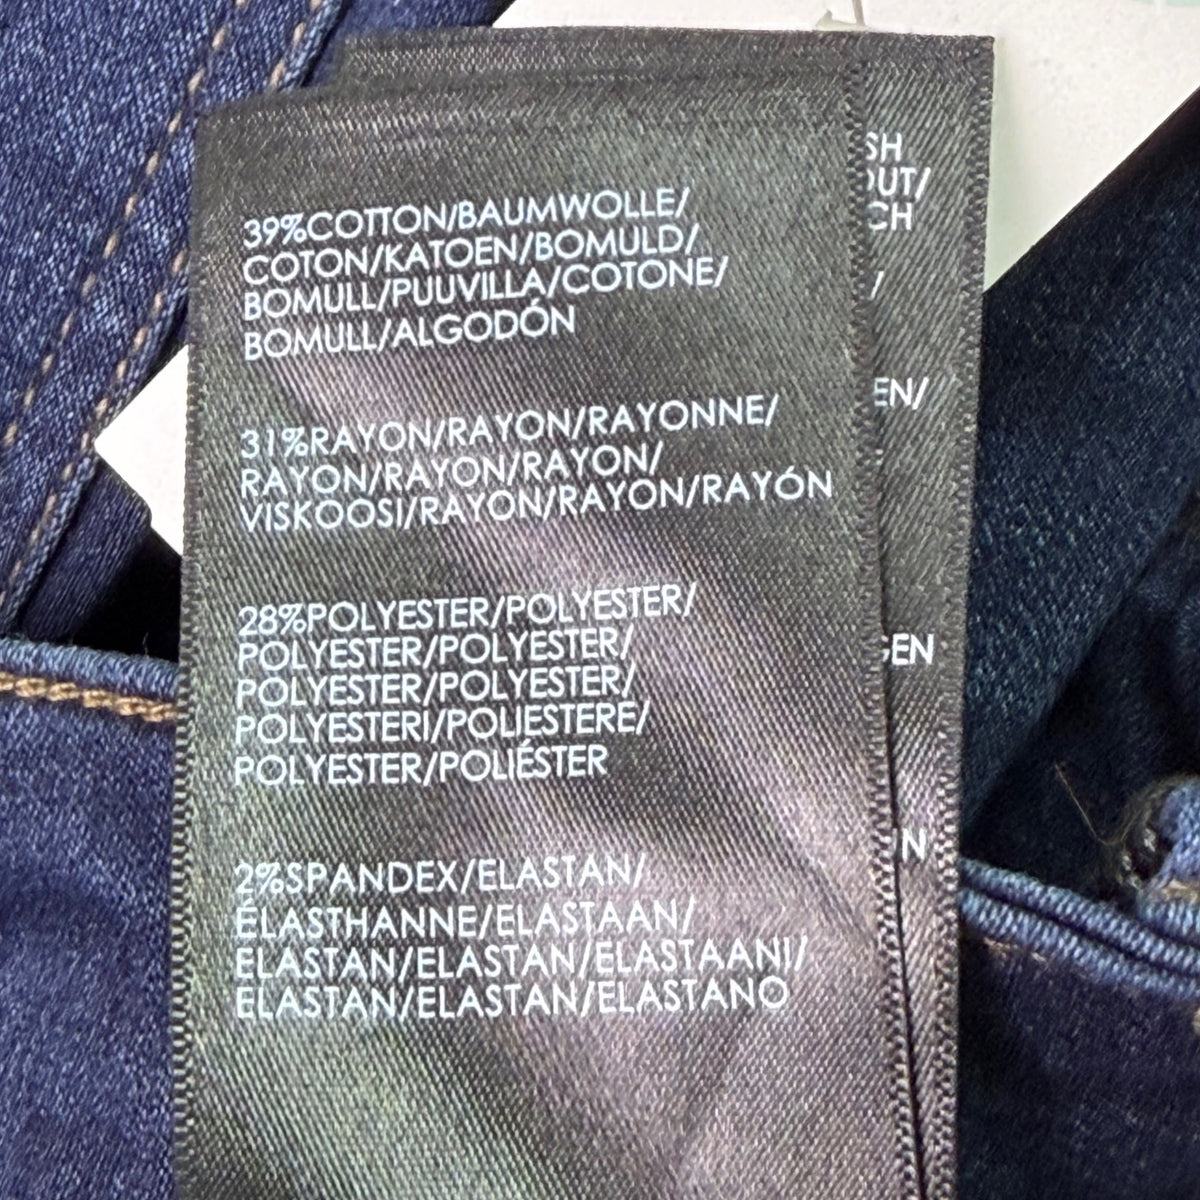 39%COTTON/BAUMWOLLE/
COTON/KATOEN/BOMULD/
BOMULL/PUUVILLA/COTONE/
BOMULL/ALGODÓN
31%RAYON/RAYON/RAYONNE/
RAYON/RAYON/RAYON/
VISKOOSI/RAYON/RAYON/RAYÓN
28%POLYESTER/POLYESTER/
POLYESTER/POLYESTER/
POLYESTER/POLYESTER/
POLYESTERI/POLIESTERE/
POLYESTER/POLIÉSTER
2%SPANDEX/ELASTAN/
ÉLASTHANNE/ELASTAAN/
ELASTAN/ELASTAN/ELASTAANI/
ELASTAN/ELASTAN/ELASTANO